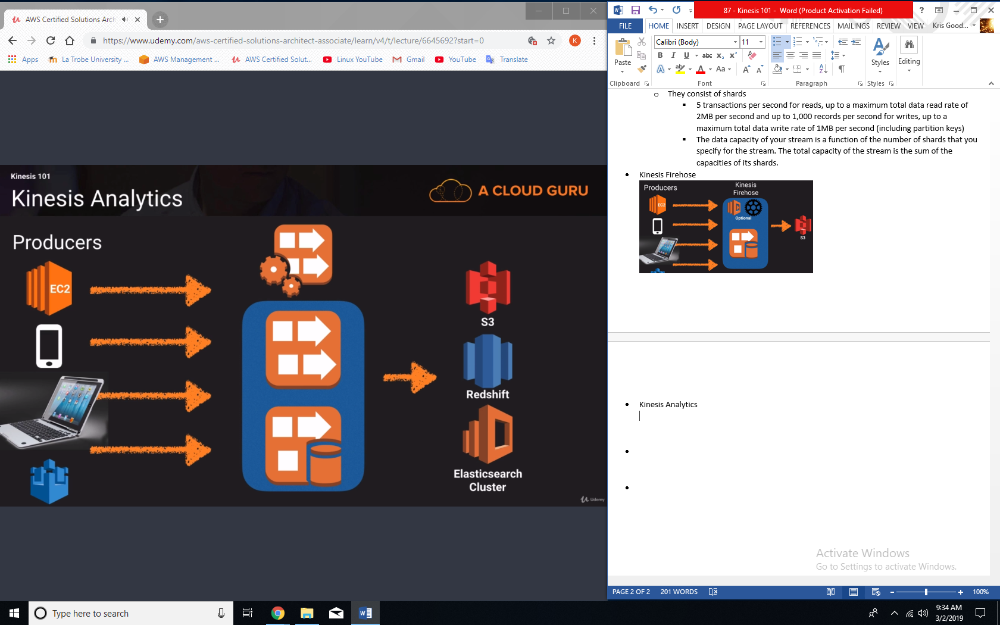 AWS Certified Solutions Arch
https://www.udemy.com/aws-certified-solutions-architect-associate/learn/v4/t/lecture/6645692?start=0
K
Apps
La Trobe University ...
AWS Management ...
AWS Certified Solut...
Linux YouTube
Gmail
YouTube
Translate
Kinesis 101
Kinesis Analytics
A CLOUD GURU
Producers
EC2
S3
Redshift
Elasticsearch
Cluster
Udemy
87 - Kinesis 101 - Word (Product Activation Failed)
FILE
HOME
INSERT
DESIGN
PAGE LAYOUT
REFERENCES
MAILINGS
REVIEW
VIEW
Kris Good...
Paste
Calibri (Body)
11
Styles
Editing
Clipboard
Font
Paragraph
Styles
o They consist of shards
▪ 5 transactions per second for reads, up to a maximum total data read rate of
2MB per second and up to 1,000 records per second for writes, up to a
maximum total data write rate of 1MB per second (including partition keys)
▪ The data capacity of your stream is a function of the number of shards that you
specify for the stream. The total capacity of the stream is the sum of the
capacities of its shards.
• Kinesis Firehose
Producers
Kinesis
Firehose
EC2
Optional
S3
• Kinesis Analytics
•
•
Activate Windows
Go to Settings to activate Windows.
PAGE 2 OF 2
201 WORDS
100%
Type here to search
9:34 AM
3/2/2019